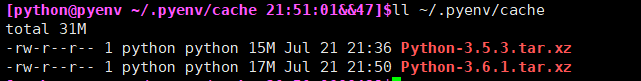 [python@pyenv ~/.pyenv/cache 21:51:01&&47]$ll ~/.pyenv/cache
total 31M
-rw-r--r-- 1 python python 15M Jul 21 21:36 Python-3.5.3.tar.xz
-rw-r--r-- 1 python python 17M Jul 21 21:50 Python-3.6.1.tar.xz